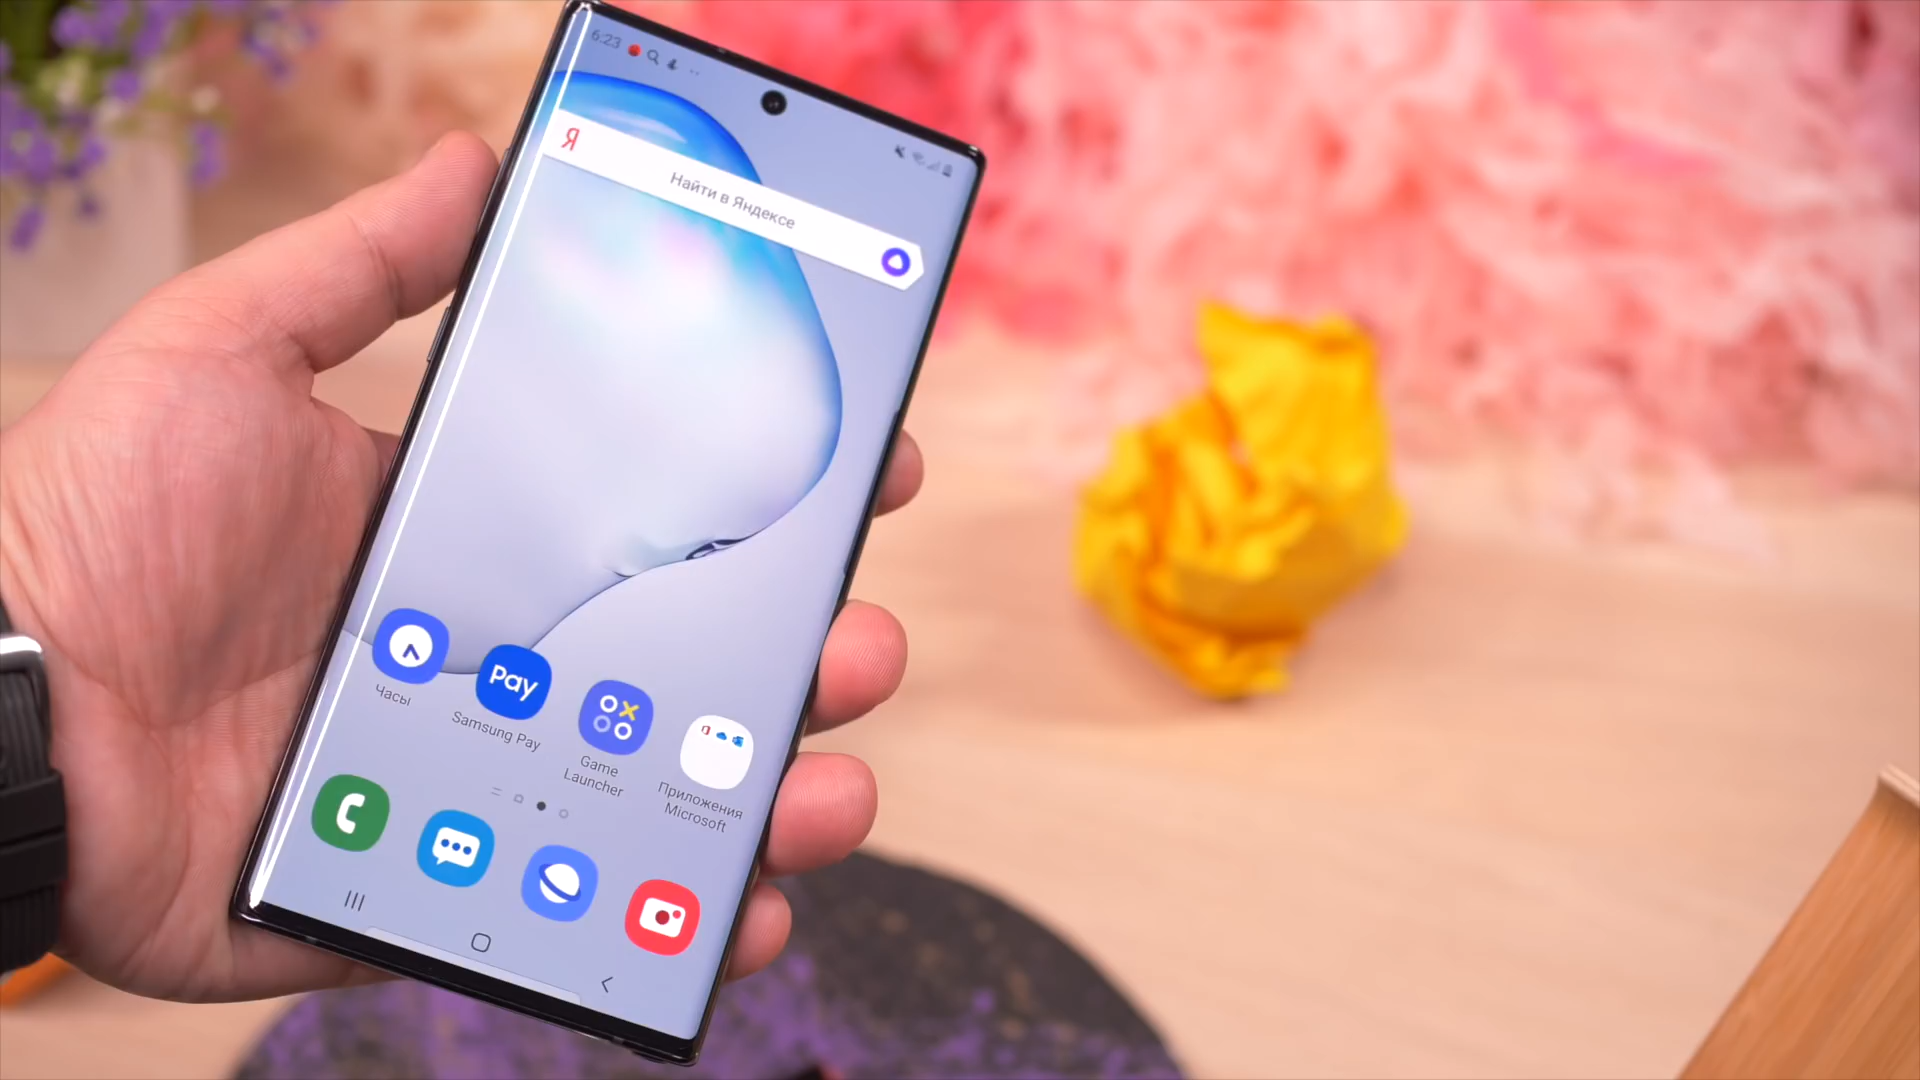 6:23
Я
Найти в Яндексе
Часы
Pay
Samsung Pay
Game
Launcher
Приложения
Microsoft